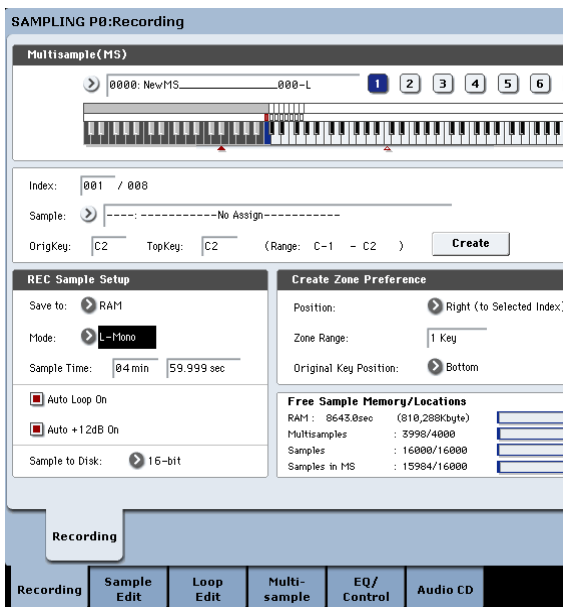 SAMPLING P0:Recording
Multisample(MS)
0000: NewMS______________000-L
1 2 3 4 5 6
Index: 001 / 008
Sample: ----: ------------No Assign-----------
OrigKey: C2 TopKey: C2 (Range: C-1 - C2 ) Create
REC Sample Setup
Save to: RAM
Mode: L-Mono
Sample Time: 04 min 59.999 sec
Auto Loop On
Auto +12dB On
Sample to Disk: 16-bit
Create Zone Preference
Position: Right (to Selected Index)
Zone Range: 1 Key
Original Key Position: Bottom
Free Sample Memory/Locations
RAM : 8643.0sec (810,288Kbyte)
Multisamples : 3998/4000
Samples : 16000/16000
Samples in MS : 15984/16000
Recording
Recording
Sample Edit
Loop Edit
Multi-sample
EQ/Control
Audio CD